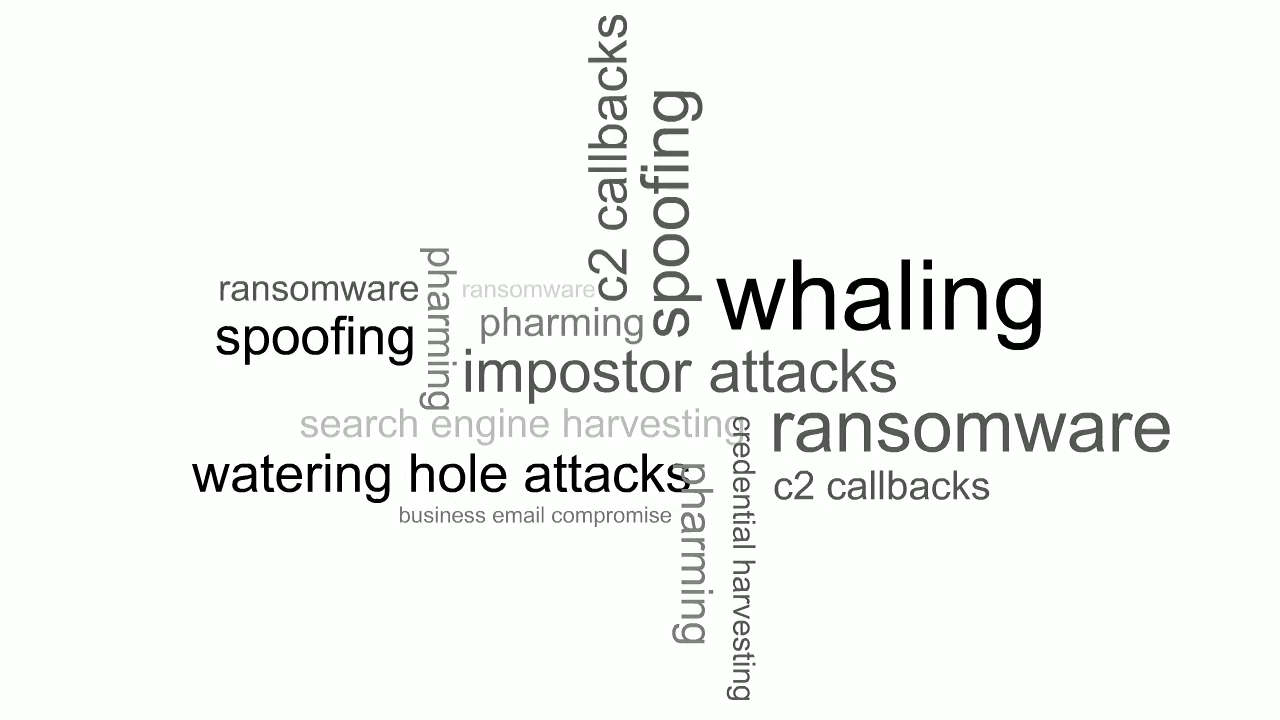 c2 callbacks
spoofing
whaling
ransomware
pharming
ransomware
pharming
spoofing
impostor attacks
search engine harvesting
credential harvesting
ransomware
watering hole attacks
pharming
c2 callbacks
business email compromise